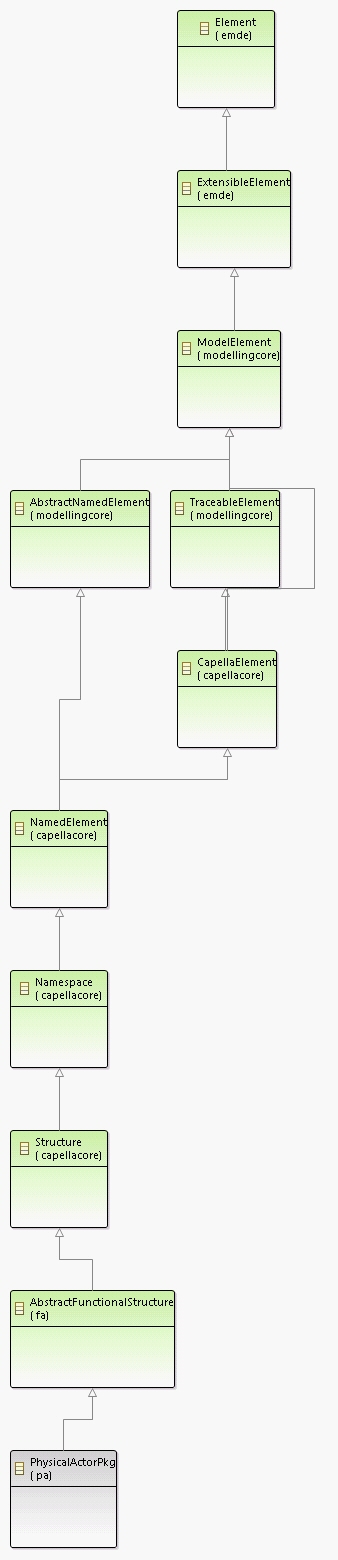 Element
( emde)
ExtensibleElement
( emde)
ModelElement
( modellingcore)
AbstractNamedElement
( modellingcore)
TraceableElement
( modellingcore)
CapellaElement
( capellacore)
NamedElement
( capellacore)
Namespace
( capellacore)
Structure
( capellacore)
AbstractFunctionalStructure
( fa)
PhysicalActorPkg
( pa)